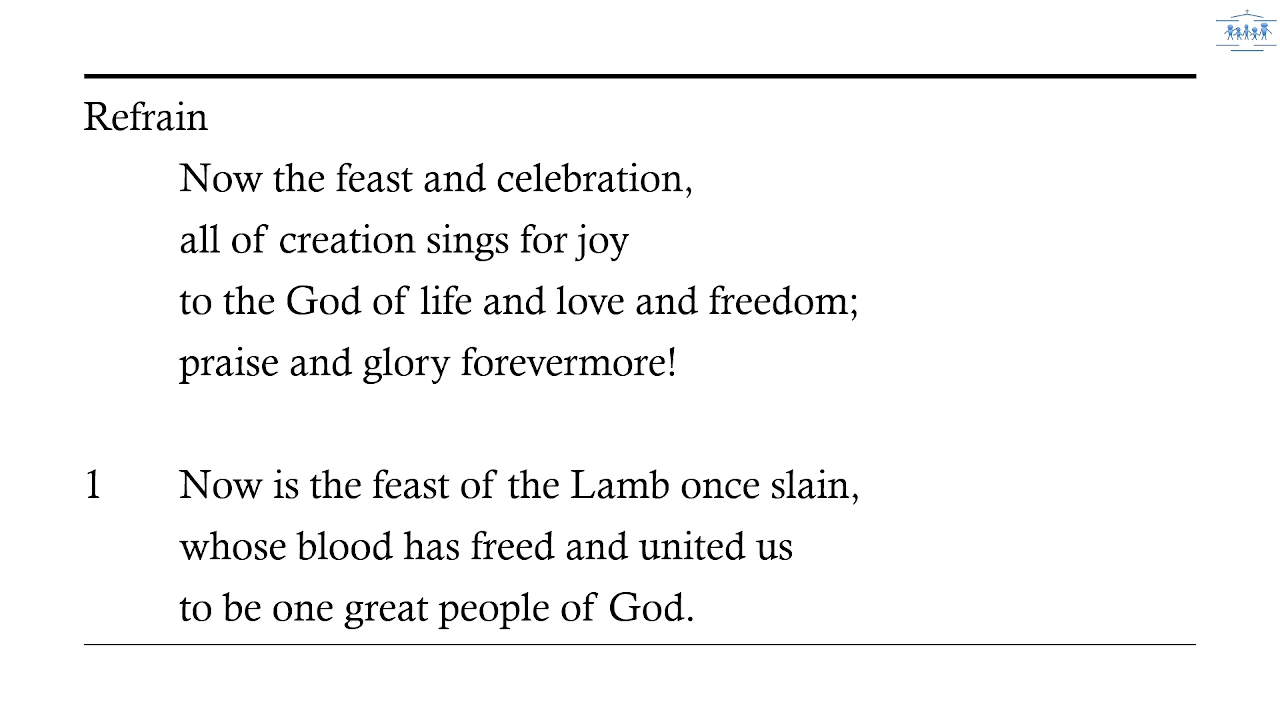 Refrain
Now the feast and celebration,
all of creation sings for joy
to the God of life and love and freedom;
praise and glory forevermore!
1 Now is the feast of the Lamb once slain,
whose blood has freed and united us
to be one great people of God.